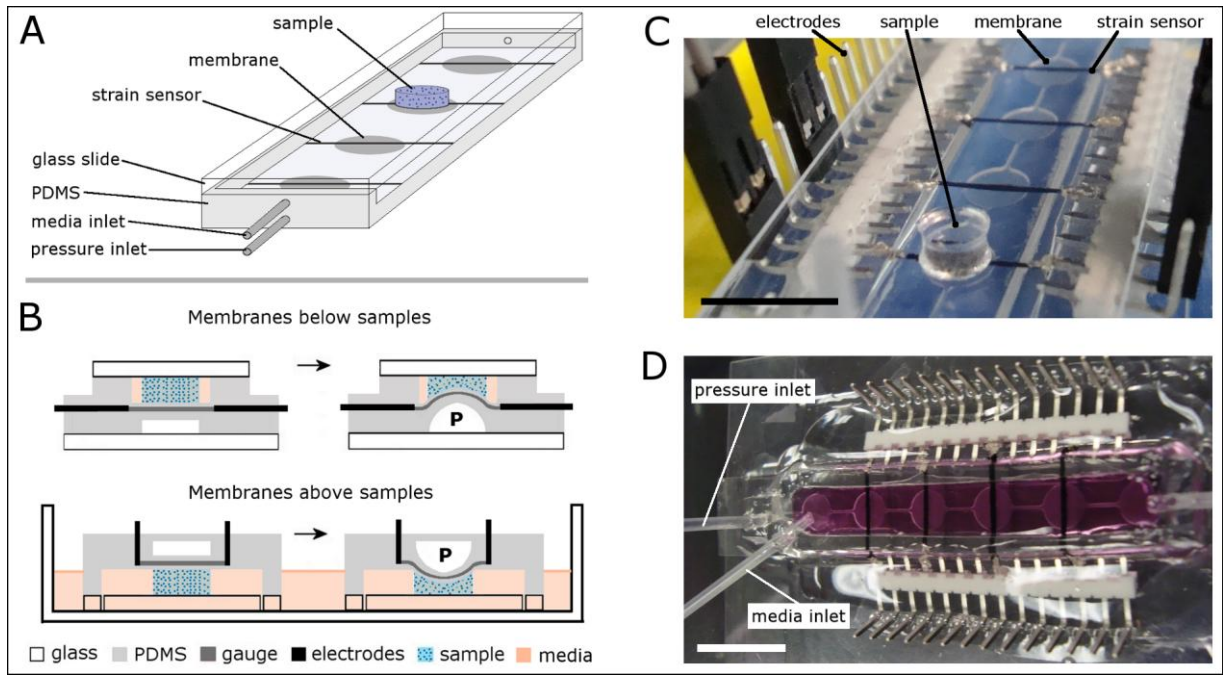 A
sample
membrane
strain sensor
glass slide
PDMS
media inlet
pressure inlet
B
Membranes below samples
P
Membranes above samples
P
glass PDMS gauge electrodes sample media
C
electrodes sample membrane strain sensor
D
pressure inlet
media inlet